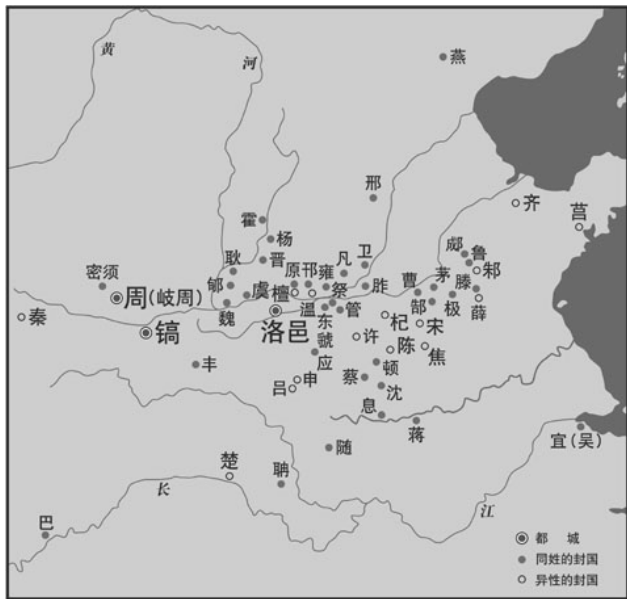 黄
河
燕
邢
齐
莒
霍
杨
晋
耿
郇
密须
周(岐周)
秦
镐
魏
虞
檀
原
邘
雍
凡
卫
温
祭
胙
洛邑
东虢
管
郕
鲁
邾
曹
茅
滕
郜
极
薛
杞
宋
许
陈
焦
丰
应
申
吕
蔡
顿
沈
息
蒋
宜(吴)
随
楚
聃
长
江
巴
都 城
同姓的封国
异性的封国